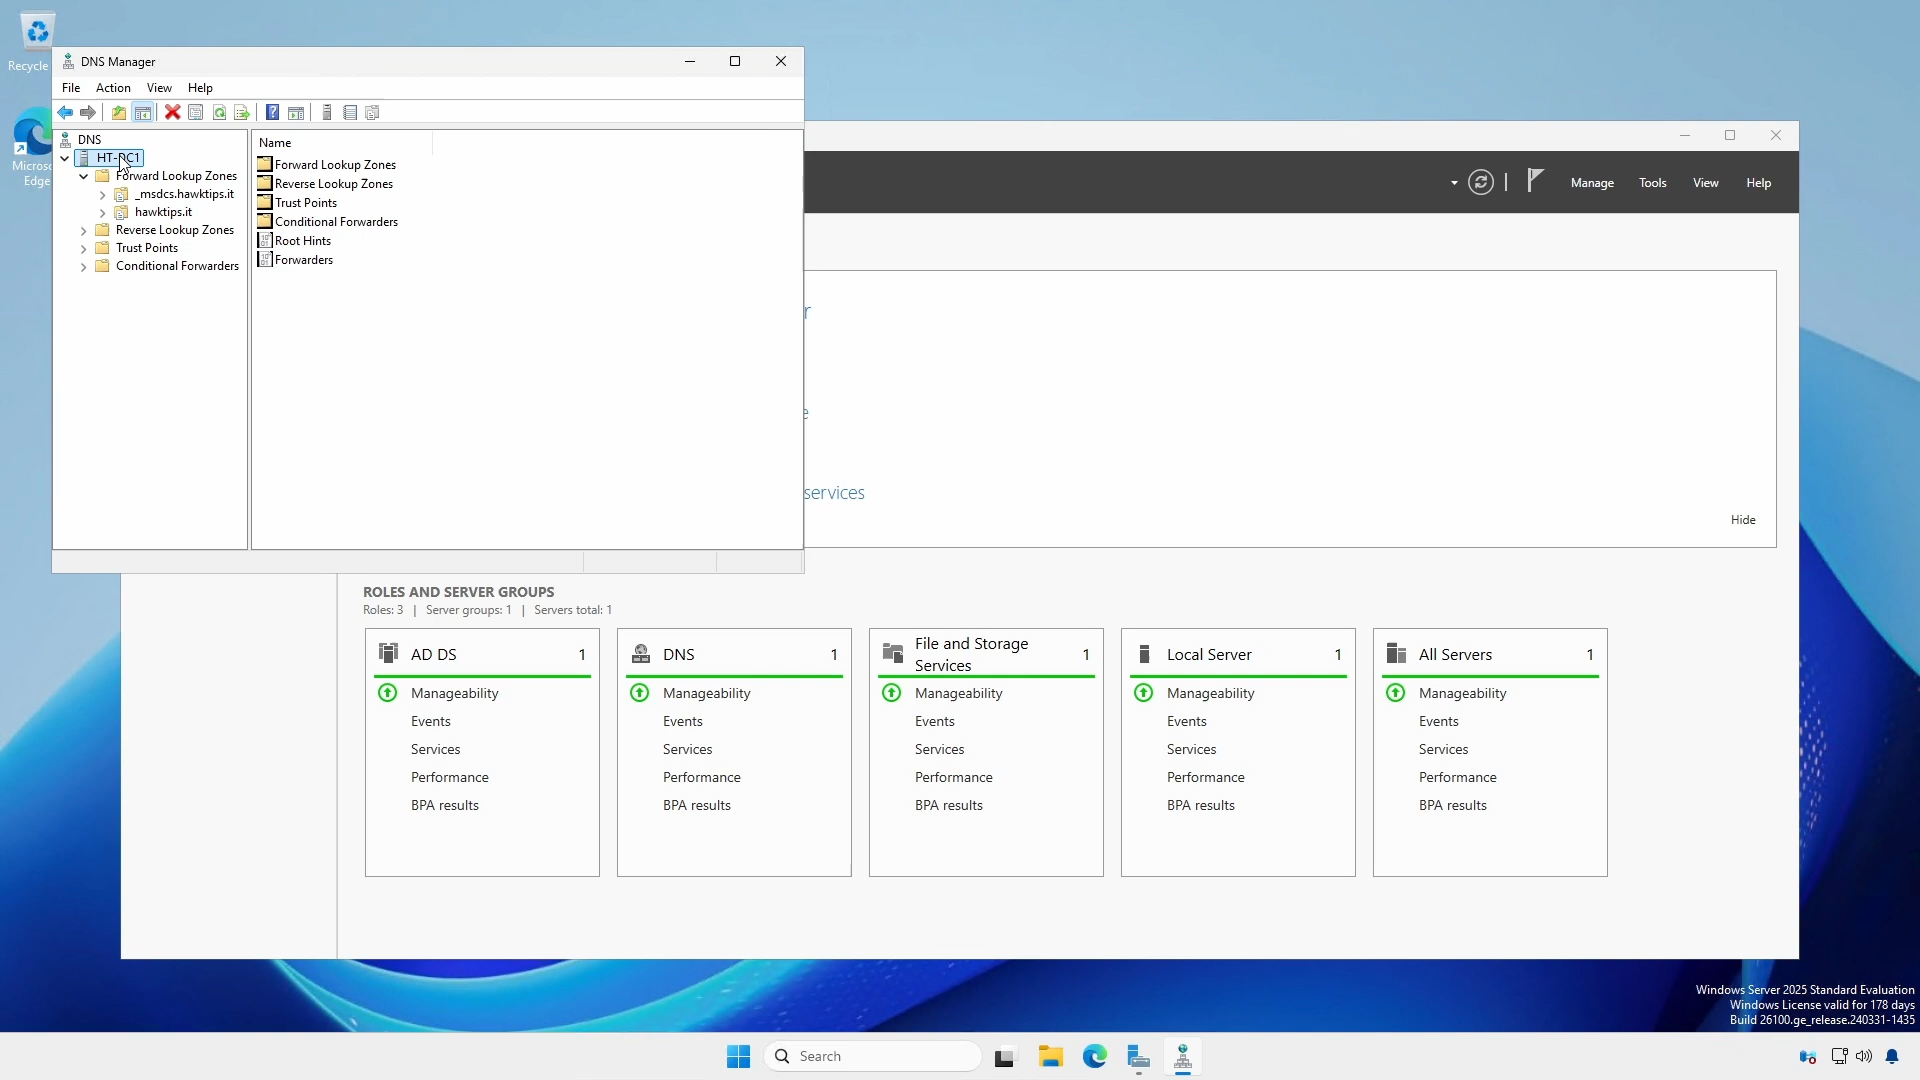 Recycle
Microso
Edge
DNS Manager
File Action View Help
DNS
Forward Lookup Zones
_msdcs.hawktips.it
hawktips.it
Reverse Lookup Zones
Trust Points
Conditional Forwarders
Name
Forward Lookup Zones
Reverse Lookup Zones
Trust Points
Conditional Forwarders
Root Hints
Forwarders
Manage Tools View Help
r
e
services
Hide
ROLES AND SERVER GROUPS
Roles: 3 | Server groups: 1 | Servers total: 1
AD DS 1
Manageability
Events
Services
Performance
BPA results
DNS 1
Manageability
Events
Services
Performance
BPA results
File and Storage
Services 1
Manageability
Events
Services
Performance
BPA results
Local Server 1
Manageability
Events
Services
Performance
BPA results
All Servers 1
Manageability
Events
Services
Performance
BPA results
Windows Server 2025 Standard Evaluation
Windows License valid for 178 days
Build 26100.ge_release.240331-1435
Search